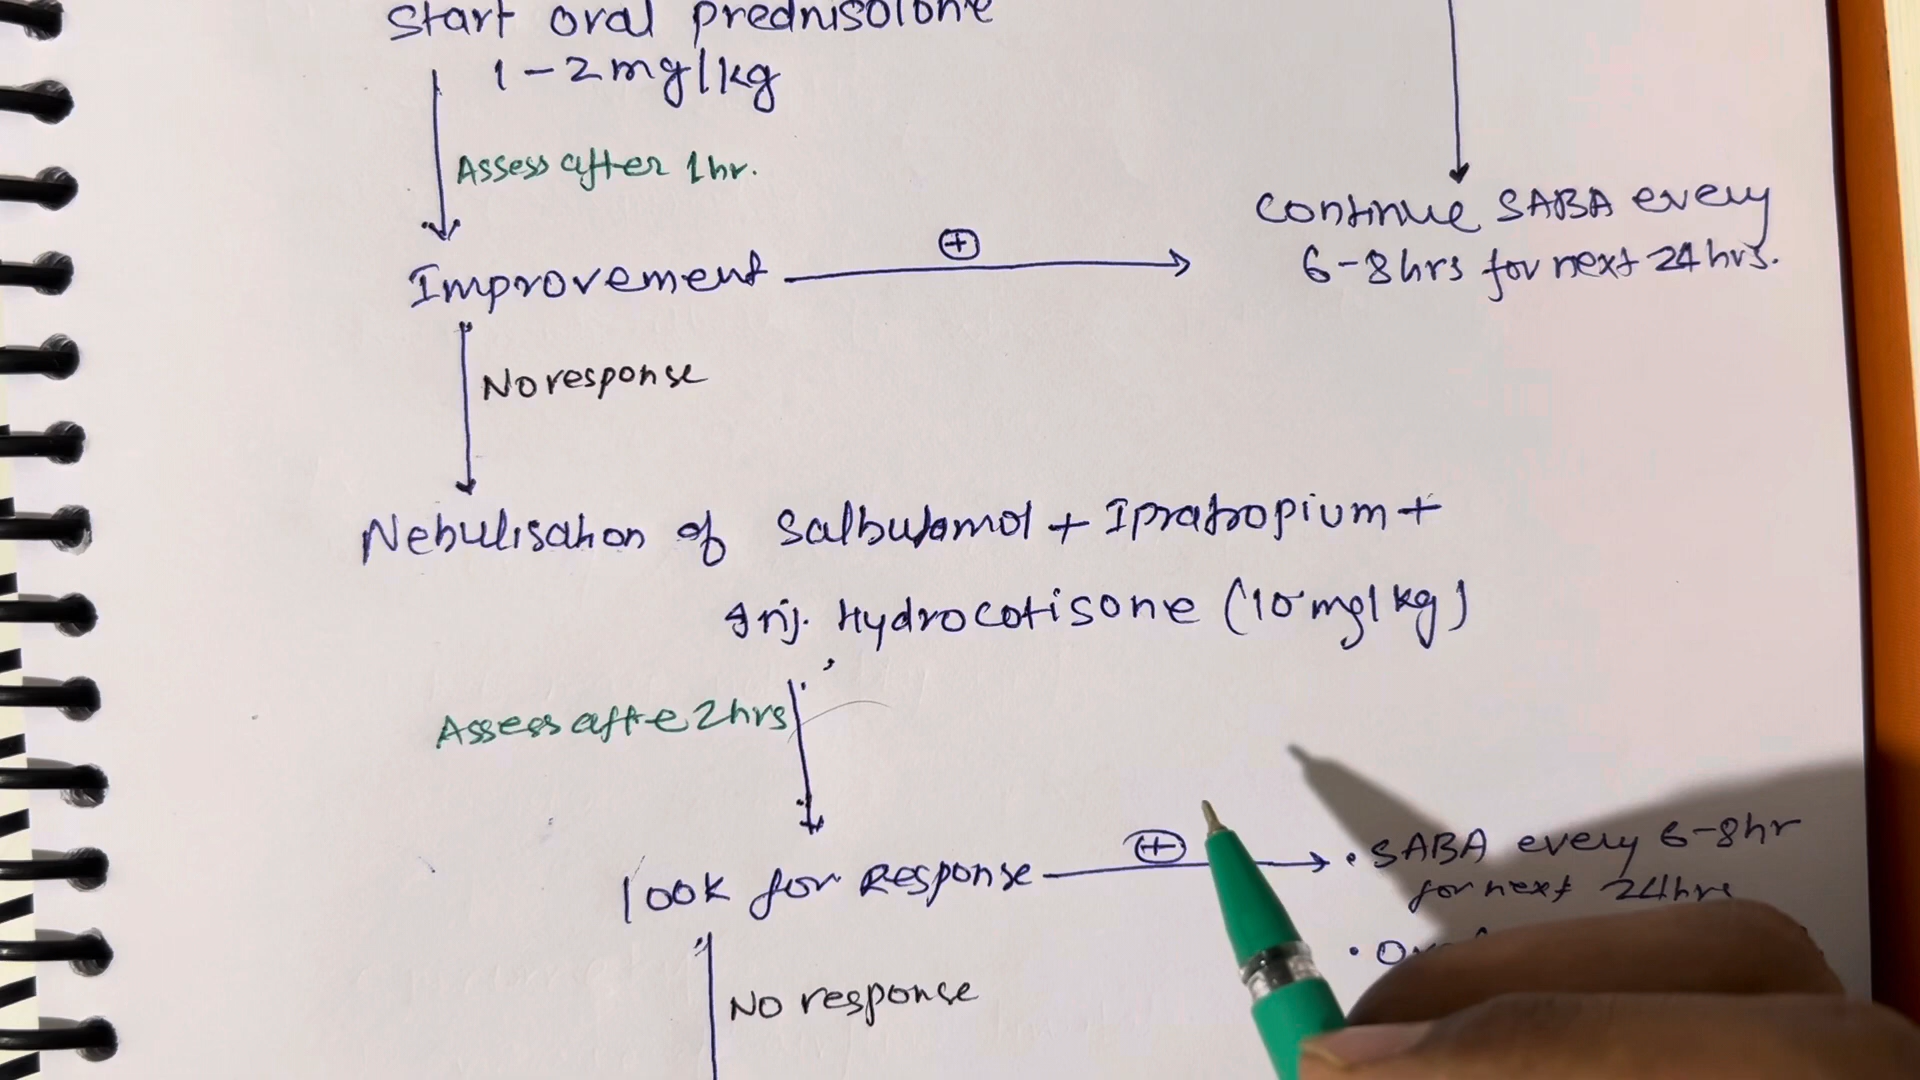 Start oral prednisolone
1-2mg/kg
Assess after 1hr.
Continue SABA every
6-8hrs for next 24hrs.
+
Improvement
No response
Nebulisation of Salbutamol + Ipratropium +
Inj. Hydrocotisone (10mg/kg)
Assess afte 2hrs
+
look for Response
• SABA every 6-8hr
for next 24hrs
•
No response